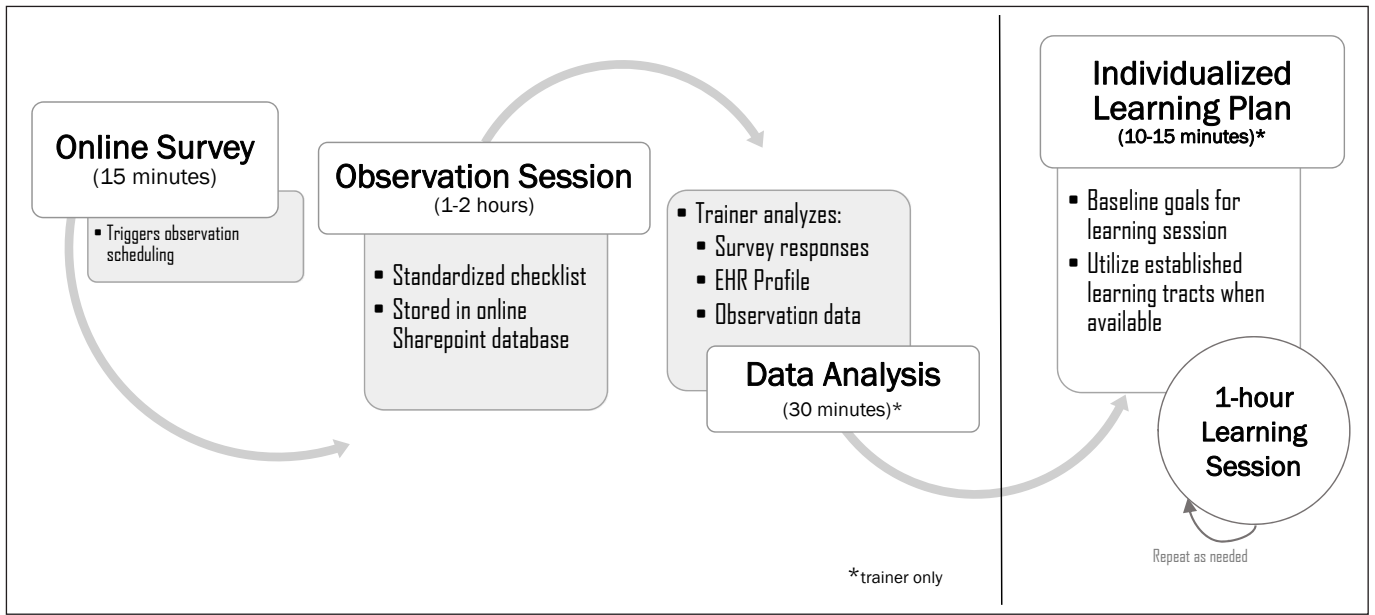 Online Survey
(15 minutes)
▪ Triggers observation
scheduling
Observation Session
(1-2 hours)
▪ Standardized checklist
▪ Stored in online
Sharepoint database
▪ Trainer analyzes:
▪ Survey responses
▪ EHR Profile
▪ Observation data
Data Analysis
(30 minutes)*
*trainer only
Individualized
Learning Plan
(10-15 minutes)*
▪ Baseline goals for
learning session
▪ Utilize established
learning tracts when
available
1-hour
Learning
Session
Repeat as needed